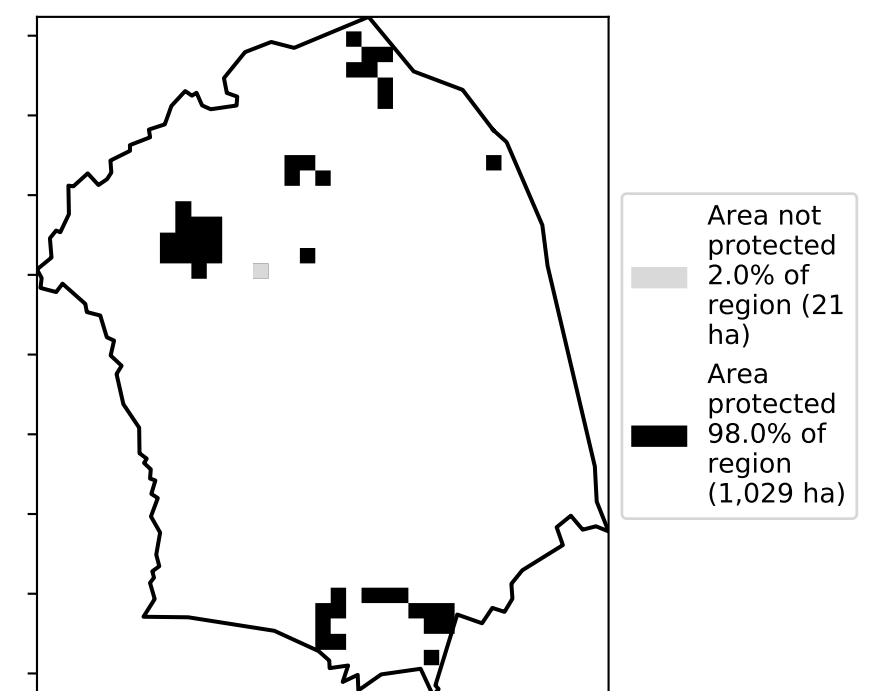 Area not
protected
2.0% of
region (21
ha)
Area
protected
98.0% of
region
(1,029 ha)